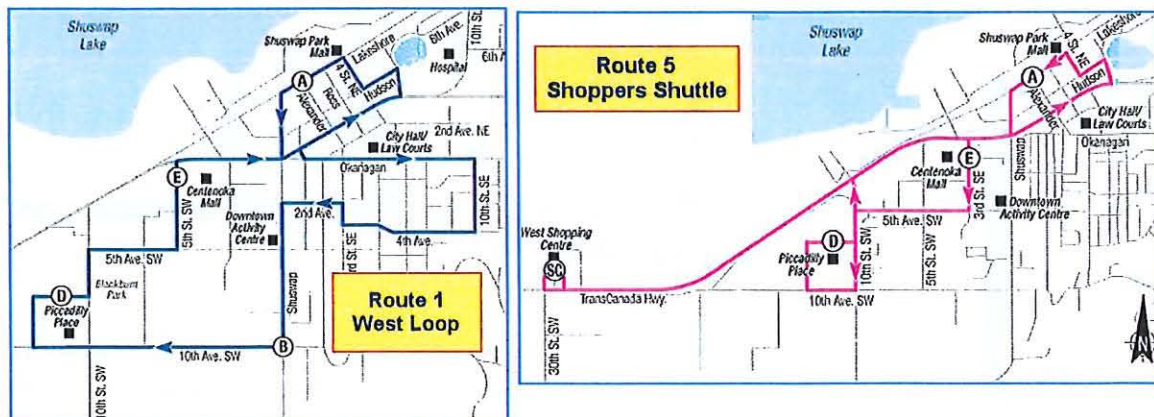 Shuswap
Lake
Shuswap Park
Mall
Lakeshore
6th Ave.
10th St.
6th A
Hospital
4 St. NE
Hudson
A
Ross
Alexander
City Hall/
Law Courts
2nd Ave. NE
Okanagan
E
Centenoka
Mall
5th St. SW
Downtown
Activity
Centre
2nd Ave.
4th Ave.
10th St. SE
5th Ave. SW
Blackburn
Park
D
Piccadilly
Place
Shuswap
3rd St. SE
10th Ave. SW
B
10th St. SW
Route 1
West Loop
Route 5
Shoppers Shuttle
Shuswap
Lake
Shuswap Park
Mall
Lakeshore
4 St. NE
A
Alexander
Hudson
City Hall/
Law Courts
Okanagan
E
Centenoka
Mall
Shuswap
3rd St. SE
Downtown
Activity Centre
5th Ave. SW
West Shopping
Centre
SC
D
Piccadilly
Place
10th St. SW
5th St. SW
TransCanada Hwy.
10th Ave. SW
30th St. SW
N